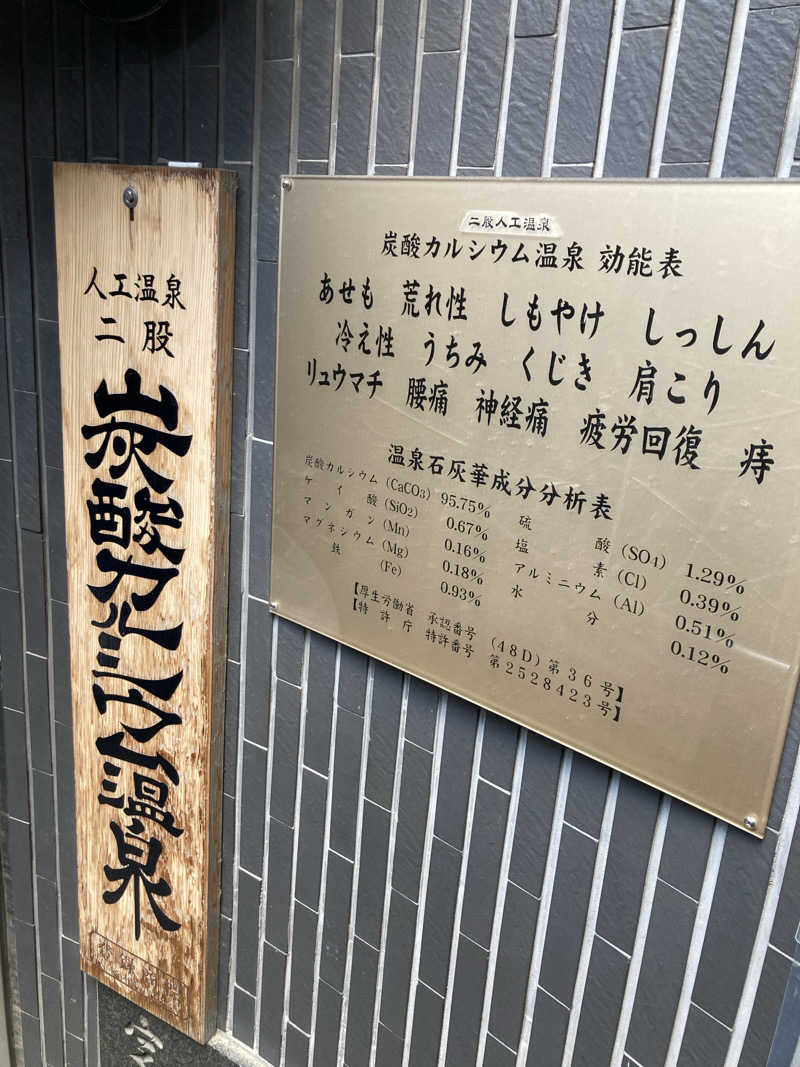 人工温泉
二股
炭酸カルシウム温泉
二股人工温泉
炭酸カルシウム温泉 効能表
あせも 荒れ性 しもやけ しっしん
冷え性 うちみ くじき 肩こり
リュウマチ 腰痛 神経痛 疲労回復 痔
温泉石灰華成分分析表
炭酸カルシウム (CaCO3) 95.75%
ケイ酸 (SiO2) 0.67%
マンガン (Mn) 0.16%
マグネシウム (Mg) 0.18%
鉄 (Fe) 0.93%
硫酸 (SO4) 1.29%
塩素 (Cl) 0.39%
アルミニウム (Al) 0.51%
水分 0.12%
【厚生労働省 承認番号 (48D) 第36号】
【特許庁 特許番号 第2528423号】